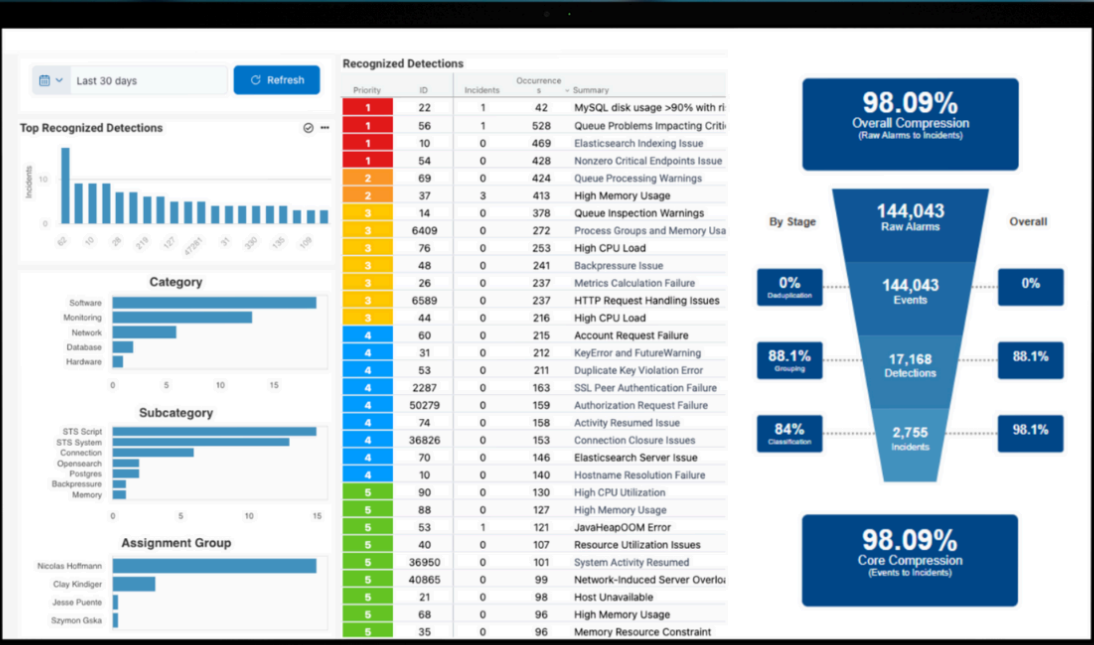 Last 30 days
Refresh
Top Recognized Detections
Incidents
10
0
62
10
26
219
127
47281
31
330
135
109
Category
Software
Monitoring
Network
Database
Hardware
0 5 10 15
Subcategory
STS Script
STS System
Connection
Opensearch
Postgres
Backpressure
Memory
0 5 10 15
Assignment Group
Nicolas Hoffmann
Clay Kindiger
Jesse Puente
Szymon Gska
Recognized Detections
Priority ID Incidents Occurrences Summary
1 22 1 42 MySQL disk usage >90% with ri
1 56 1 528 Queue Problems Impacting Criti
1 10 0 469 Elasticsearch Indexing Issue
1 54 0 428 Nonzero Critical Endpoints Issue
2 69 0 424 Queue Processing Warnings
2 37 3 413 High Memory Usage
3 14 0 378 Queue Inspection Warnings
3 6409 0 272 Process Groups and Memory Usa
3 76 0 253 High CPU Load
3 48 0 241 Backpressure Issue
3 26 0 237 Metrics Calculation Failure
3 6589 0 237 HTTP Request Handling Issues
3 44 0 216 High CPU Load
4 60 0 215 Account Request Failure
4 31 0 212 KeyError and FutureWarning
4 53 0 211 Duplicate Key Violation Error
4 2287 0 163 SSL Peer Authentication Failure
4 50279 0 159 Authorization Request Failure
4 74 0 158 Activity Resumed Issue
4 36826 0 153 Connection Closure Issues
4 70 0 146 Elasticsearch Server Issue
4 10 0 140 Hostname Resolution Failure
5 90 0 130 High CPU Utilization
5 88 0 127 High Memory Usage
5 53 1 121 JavaHeapOOM Error
5 40 0 107 Resource Utilization Issues
5 36950 0 101 System Activity Resumed
5 40865 0 99 Network-Induced Server Overloa
5 21 0 98 Host Unavailable
5 68 0 96 High Memory Usage
5 35 0 96 Memory Resource Constraint
98.09%
Overall Compression
(Raw Alarms to Incidents)
By Stage
Overall
144,043
Raw Alarms
0%
Deduplication
144,043
Events
0%
88.1%
Grouping
17,168
Detections
88.1%
84%
Classification
2,755
Incidents
98.1%
98.09%
Core Compression
(Events to Incidents)